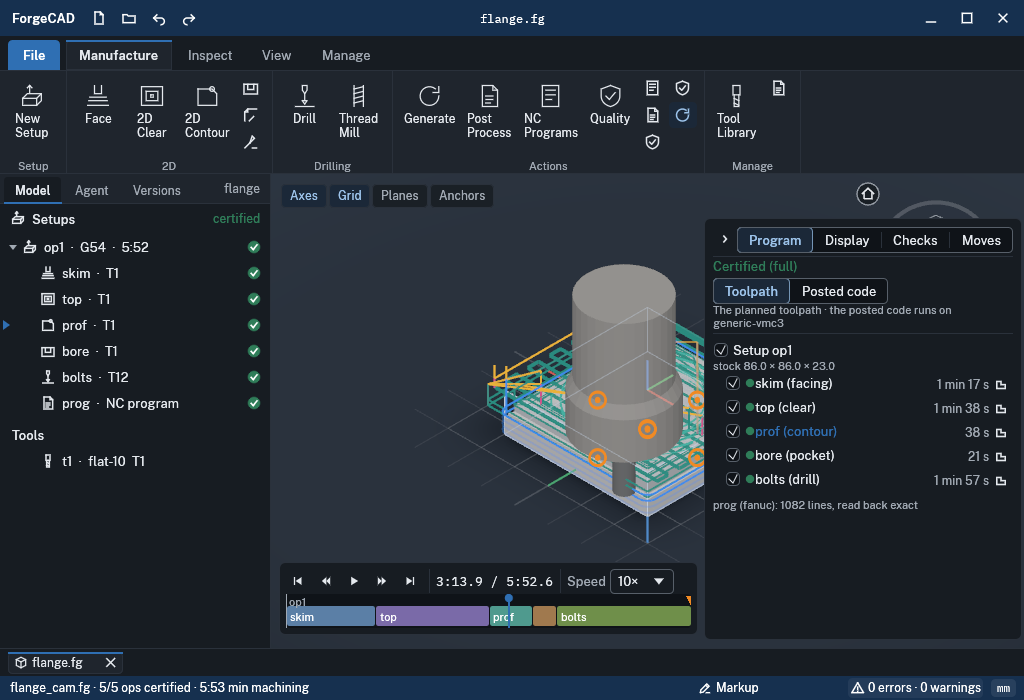 ForgeCAD
flange.fg
File Manufacture Inspect View Manage
New Setup
Face
2D Clear
2D Contour
Drill
Thread Mill
Generate
Post Process
NC Programs
Quality
Tool Library
Setup 2D Drilling Actions Manage
Model Agent Versions flange
Axes Grid Planes Anchors
Setups certified
op1 · G54 · 5:52
skim · T1
top · T1
prof · T1
bore · T1
bolts · T12
prog · NC program
Tools
t1 · flat-10 T1
Program Display Checks Moves
Certified (full)
Toolpath Posted code
The planned toolpath · the posted code runs on
generic-vmc3
Setup op1
stock 86.0 × 86.0 × 23.0
skim (facing) 1 min 17 s
top (clear) 1 min 38 s
prof (contour) 38 s
bore (pocket) 21 s
bolts (drill) 1 min 57 s
prog (fanuc): 1082 lines, read back exact
3:13.9 / 5:52.6 Speed 10×
op1
skim top prof bolts
flange.fg
flange_cam.fg · 5/5 ops certified · 5:53 min machining
Markup
0 errors · 0 warnings
mm